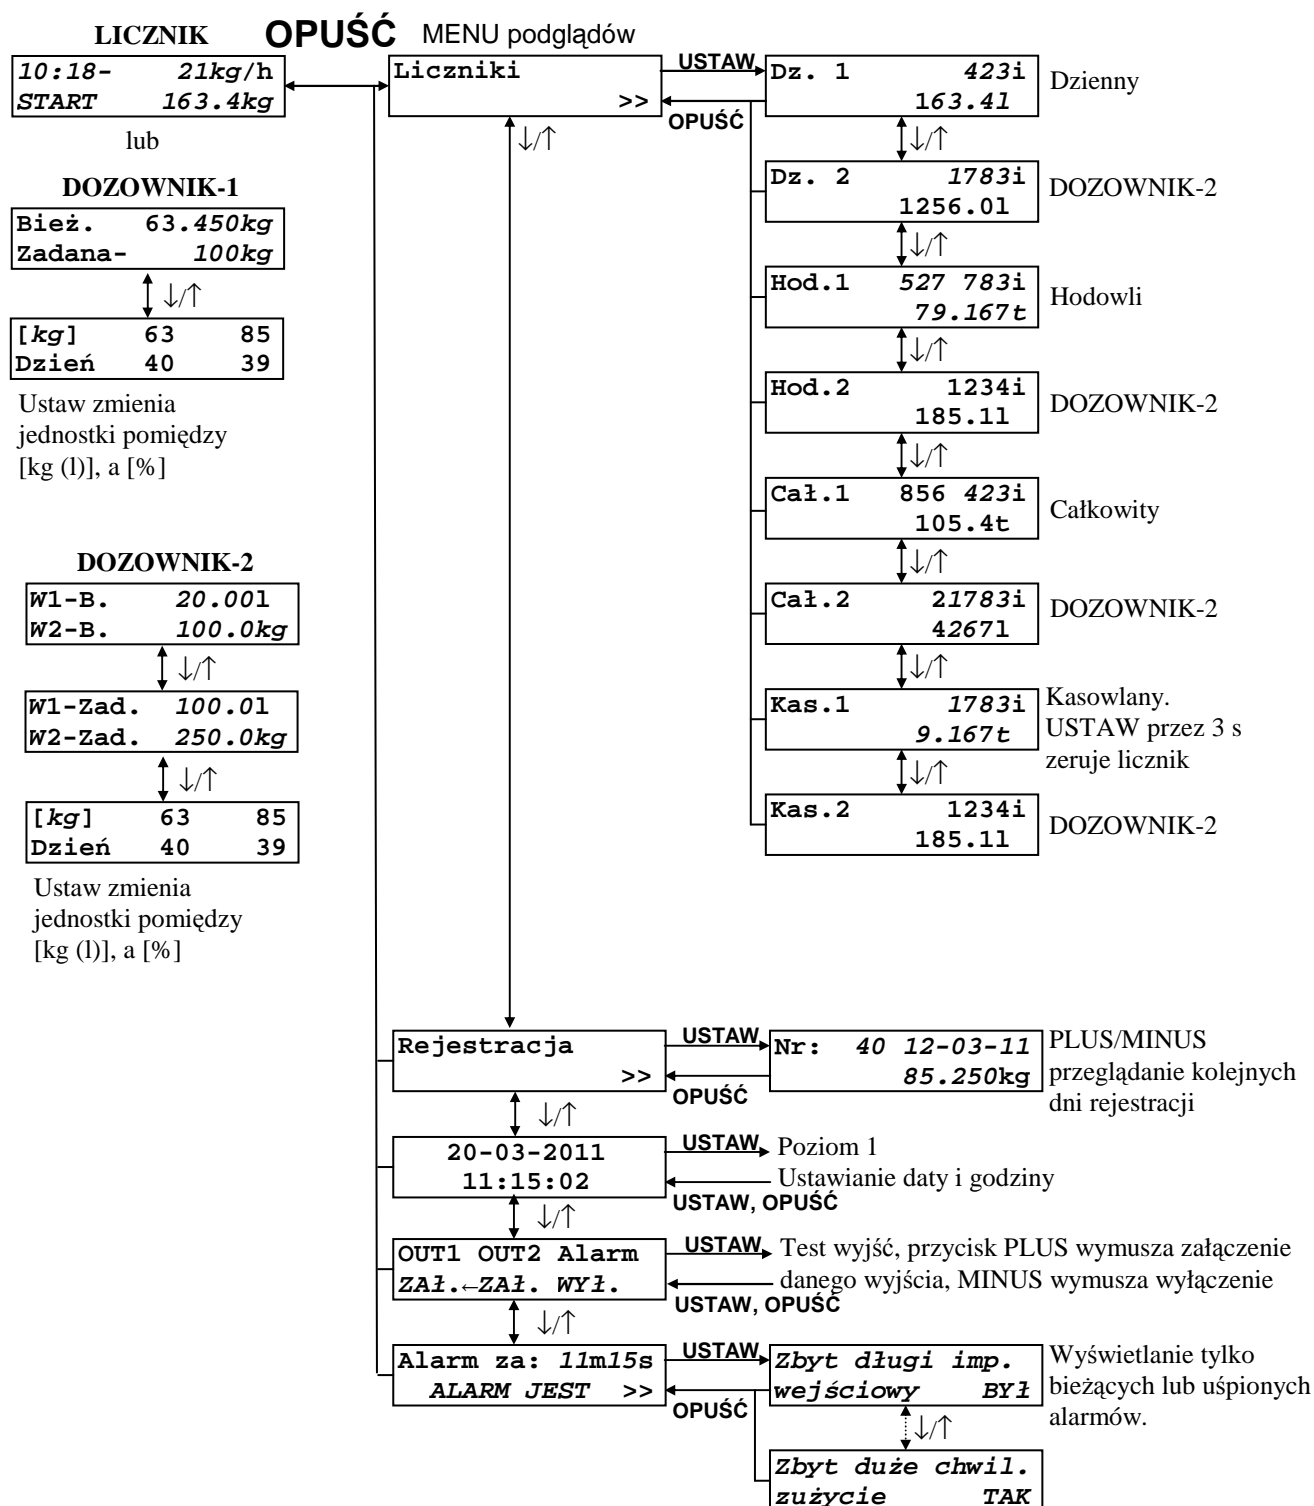 LICZNIK
OPUŚĆ MENU podglądów
10:18- 21kg/h
START 163.4kg
lub
DOZOWNIK-1
Bież. 63.450kg
Zadana- 100kg
↓/↑
[kg] 63 85
Dzień 40 39
Ustaw zmienia
jednostki pomiędzy
[kg (l)], a [%]
DOZOWNIK-2
W1-B. 20.00l
W2-B. 100.0kg
↓/↑
W1-Zad. 100.0l
W2-Zad. 250.0kg
↓/↑
[kg] 63 85
Dzień 40 39
Ustaw zmienia
jednostki pomiędzy
[kg (l)], a [%]
Liczniki
>>
USTAW
OPUŚĆ
↓/↑
Dz. 1 423i
163.4l
Dzienny
↓/↑
Dz. 2 1783i
1256.0l
DOZOWNIK-2
↓/↑
Hod.1 527 783i
79.167t
Hodowli
↓/↑
Hod.2 1234i
185.1l
DOZOWNIK-2
↓/↑
Cał.1 856 423i
105.4t
Całkowity
↓/↑
Cał.2 21783i
4267l
DOZOWNIK-2
↓/↑
Kas.1 1783i
9.167t
Kasowlany.
USTAW przez 3 s
zeruje licznik
↓/↑
Kas.2 1234i
185.1l
DOZOWNIK-2
Rejestracja
>>
USTAW
OPUŚĆ
Nr: 40 12-03-11
85.250kg
PLUS/MINUS
przeglądanie kolejnych
dni rejestracji
↓/↑
20-03-2011
11:15:02
USTAW
USTAW, OPUŚĆ
Poziom 1
Ustawianie daty i godziny
↓/↑
OUT1 OUT2 Alarm
ZAŁ.←ZAŁ. WYŁ.
USTAW
USTAW, OPUŚĆ
Test wyjść, przycisk PLUS wymusza załączenie
danego wyjścia, MINUS wymusza wyłączenie
↓/↑
Alarm za: 11m15s
ALARM JEST >>
USTAW
OPUŚĆ
Zbyt długi imp.
wejściowy BYŁ
Wyświetlanie tylko
bieżących lub uśpionych
alarmów.
↓/↑
Zbyt duże chwil.
zużycie TAK